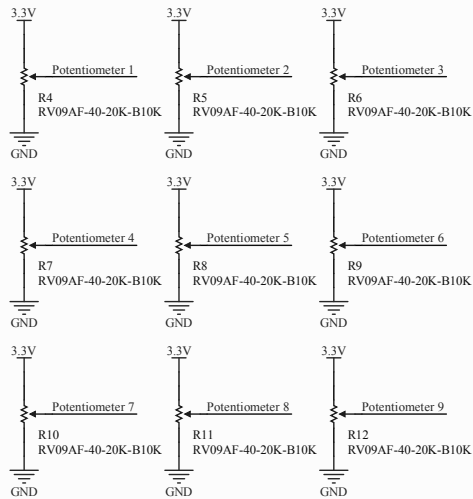 3.3V 3.3V 3.3V
Potentiometer 1 Potentiometer 2 Potentiometer 3
R4 R5 R6
RV09AF-40-20K-B10K RV09AF-40-20K-B10K RV09AF-40-20K-B10K
GND GND GND
3.3V 3.3V 3.3V
Potentiometer 4 Potentiometer 5 Potentiometer 6
R7 R8 R9
RV09AF-40-20K-B10K RV09AF-40-20K-B10K RV09AF-40-20K-B10K
GND GND GND
3.3V 3.3V 3.3V
Potentiometer 7 Potentiometer 8 Potentiometer 9
R10 R11 R12
RV09AF-40-20K-B10K RV09AF-40-20K-B10K RV09AF-40-20K-B10K
GND GND GND